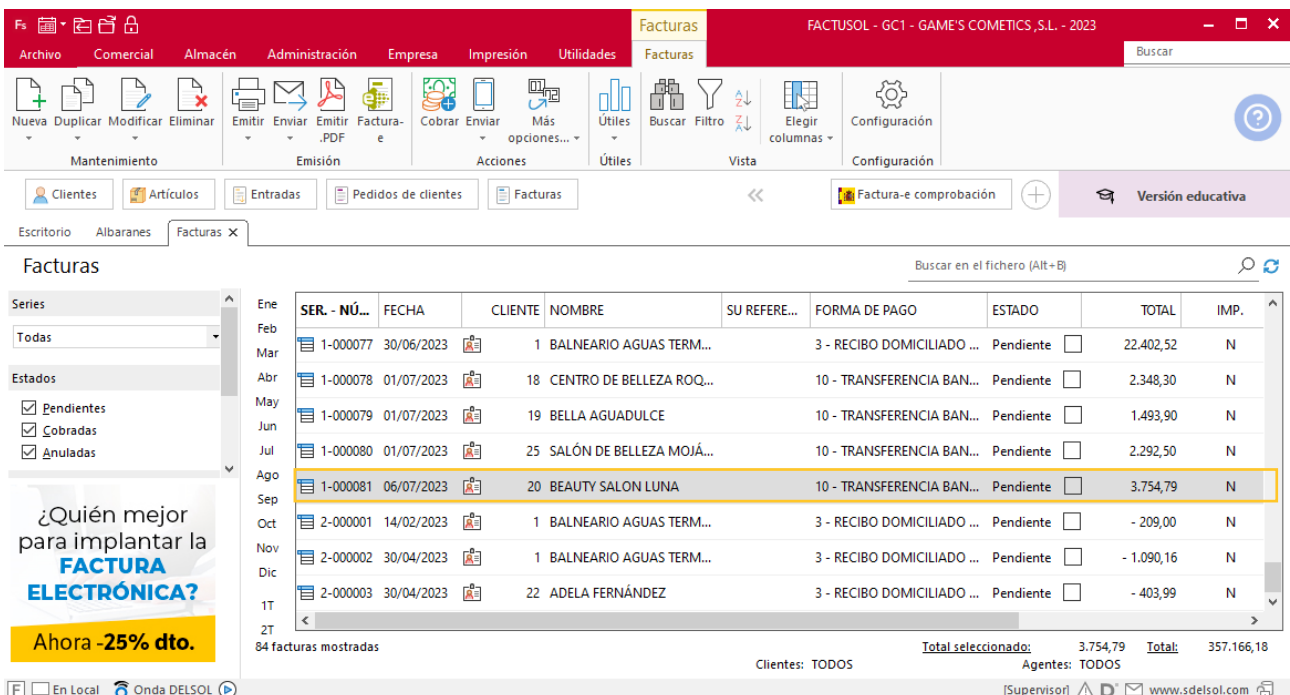 Fs Facturas FACTUSOL - GC1 - GAME'S COMETICS ,S.L. - 2023
Archivo Comercial Almacén Administración Empresa Impresión Utilidades Facturas Buscar
Nueva Duplicar Modificar Eliminar Emitir Enviar Emitir .PDF Factura-e Cobrar Enviar Más opciones... Útiles Buscar Filtro Elegir columnas Configuración
Mantenimiento Emisión Acciones Útiles Vista Configuración
Clientes Artículos Entradas Pedidos de clientes Facturas Factura-e comprobación Versión educativa
Escritorio Albaranes Facturas
Facturas Buscar en el fichero (Alt+B)
Series
Todas
Estados
Pendientes
Cobradas
Anuladas
¿Quién mejor
para implantar la
FACTURA
ELECTRÓNICA?
Ahora -25% dto.
Ene
Feb
Mar
Abr
May
Jun
Jul
Ago
Sep
Oct
Nov
Dic
1T
2T
SER. - NÚ... FECHA CLIENTE NOMBRE SU REFERE... FORMA DE PAGO ESTADO TOTAL IMP.
1-000077 30/06/2023 1 BALNEARIO AGUAS TERM... 3 - RECIBO DOMICILIADO ... Pendiente 22.402,52 N
1-000078 01/07/2023 18 CENTRO DE BELLEZA ROQ... 10 - TRANSFERENCIA BAN... Pendiente 2.348,30 N
1-000079 01/07/2023 19 BELLA AGUADULCE 10 - TRANSFERENCIA BAN... Pendiente 1.493,90 N
1-000080 01/07/2023 25 SALÓN DE BELLEZA MOJÁ... 10 - TRANSFERENCIA BAN... Pendiente 2.292,50 N
1-000081 06/07/2023 20 BEAUTY SALON LUNA 10 - TRANSFERENCIA BAN... Pendiente 3.754,79 N
2-000001 14/02/2023 1 BALNEARIO AGUAS TERM... 3 - RECIBO DOMICILIADO ... Pendiente - 209,00 N
2-000002 30/04/2023 1 BALNEARIO AGUAS TERM... 3 - RECIBO DOMICILIADO ... Pendiente - 1.090,16 N
2-000003 30/04/2023 22 ADELA FERNÁNDEZ 3 - RECIBO DOMICILIADO ... Pendiente - 403,99 N
84 facturas mostradas Total seleccionado: 3.754,79 Total: 357.166,18
Clientes: TODOS Agentes: TODOS
F En Local Onda DELSOL [Supervisor] D www.sdelsol.com